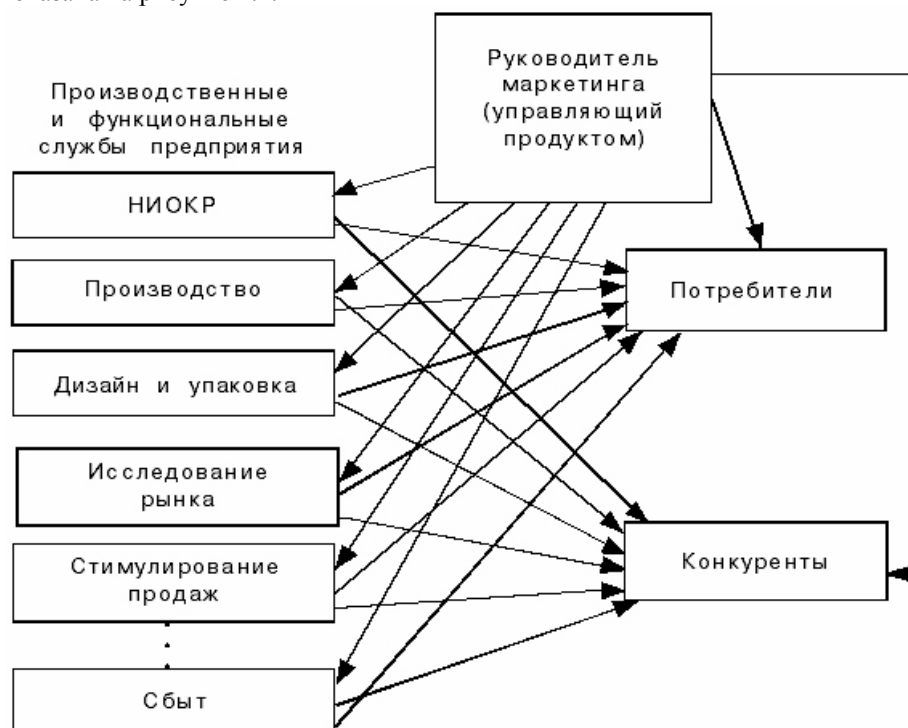 Руководитель
маркетинга
(управляющий
продуктом)
Производственные
и функциональные
службы предприятия
НИОКР
Производство
Потребители
Дизайн и упаковка
Исследование
рынка
Стимулирование
продаж
Конкуренты
Сбыт